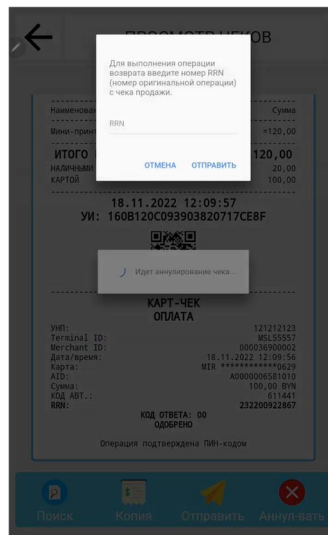 ПРОСМОТР ЧЕКОВ
Для выполнения операции
возврата введите номер RRN
(номер оригинальной операции)
с чека продажи.
RRN
ОТМЕНА ОТПРАВИТЬ
Наименован Сумма
Мини-принт =120,00
ИТОГО 120,00
НАЛИЧНЫМИ 20,00
КАРТОЙ 100,00
18.11.2022 12:09:57
УИ: 160B120C093903820717CE8F
Идет аннулирование чека...
КАРТ-ЧЕК
ОПЛАТА
УНП: 121212123
Terminal ID: MSL55557
Merchant ID: 000036900002
Дата/время: 18.11.2022 12:09:56
Карта: MIR ************0629
AID: A0000006581010
Сумма: 100,00 BYN
КОД АВТ.: 611441
RRN: 232200922867
КОД ОТВЕТА: 00
ОДОБРЕНО
Операция подтверждена ПИН-кодом
Поиск Копия Отправить Аннул-вать